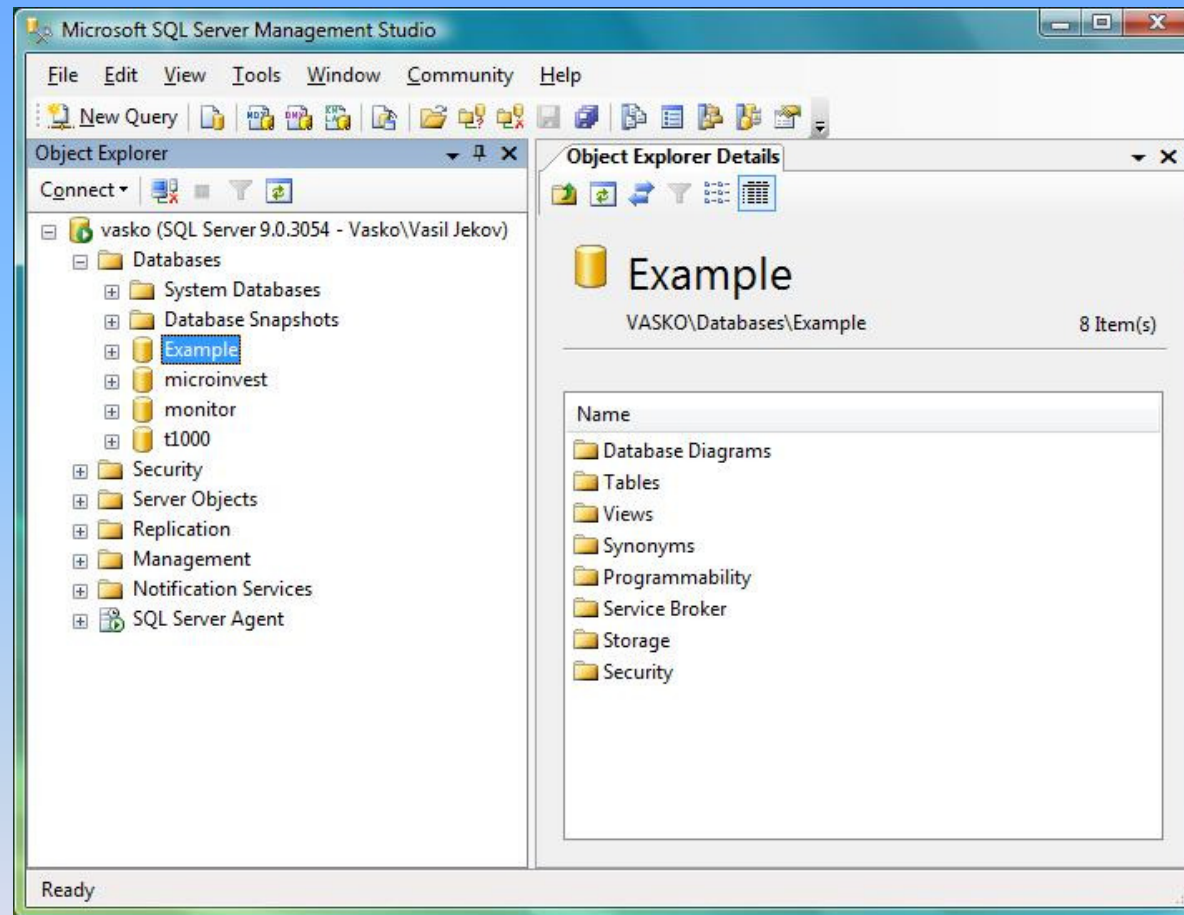 Microsoft SQL Server Management Studio
File Edit View Tools Window Community Help
New Query
Object Explorer
Connect
vasko (SQL Server 9.0.3054 - Vasko\Vasil Jekov)
Databases
System Databases
Database Snapshots
Example
microinvest
monitor
t1000
Security
Server Objects
Replication
Management
Notification Services
SQL Server Agent
Object Explorer Details
Example
VASKO\Databases\Example 8 Item(s)
Name
Database Diagrams
Tables
Views
Synonyms
Programmability
Service Broker
Storage
Security
Ready